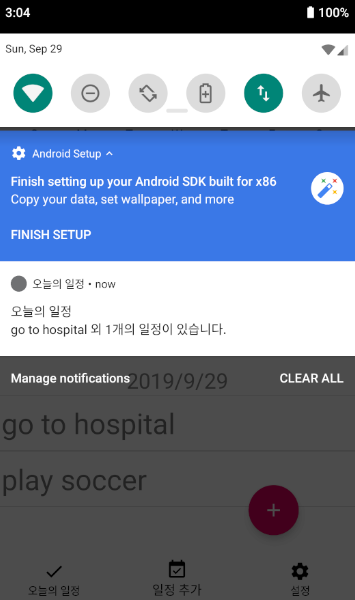 3:04
100%
Sun, Sep 29
Android Setup
Finish setting up your Android SDK built for x86
Copy your data, set wallpaper, and more
FINISH SETUP
오늘의 일정 • now
오늘의 일정
go to hospital 외 1개의 일정이 있습니다.
Manage notifications
2019/9/29
CLEAR ALL
go to hospital
play soccer
오늘의 일정
일정 추가
설정